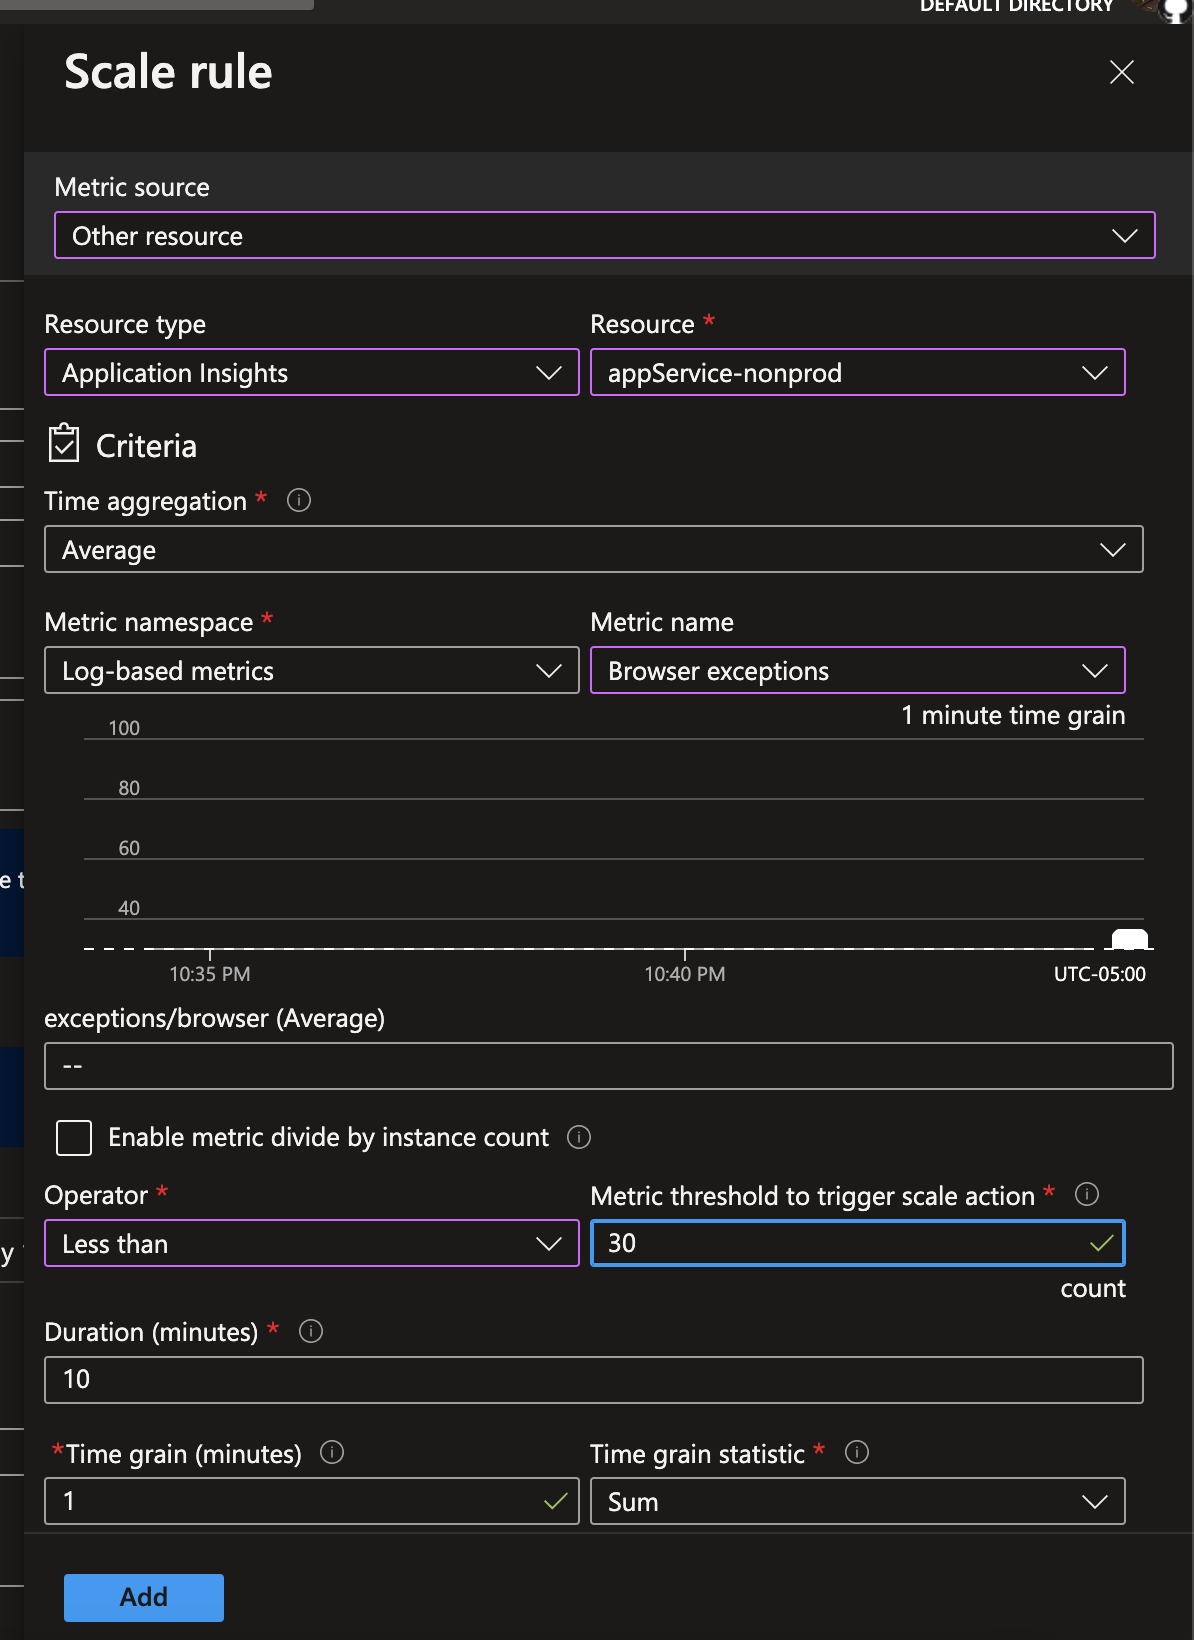 DEFAULT DIRECTORY
Scale rule
Metric source
Other resource
Resource type
Resource *
Application Insights
appService-nonprod
Criteria
Time aggregation *
Average
Metric namespace *
Metric name
Log-based metrics
Browser exceptions
1 minute time grain
100
80
60
40
10:35 PM
10:40 PM
UTC-05:00
exceptions/browser (Average)
--
Enable metric divide by instance count
Operator *
Metric threshold to trigger scale action *
Less than
30
count
Duration (minutes) *
10
*Time grain (minutes)
Time grain statistic *
1
Sum
Add
e t
y